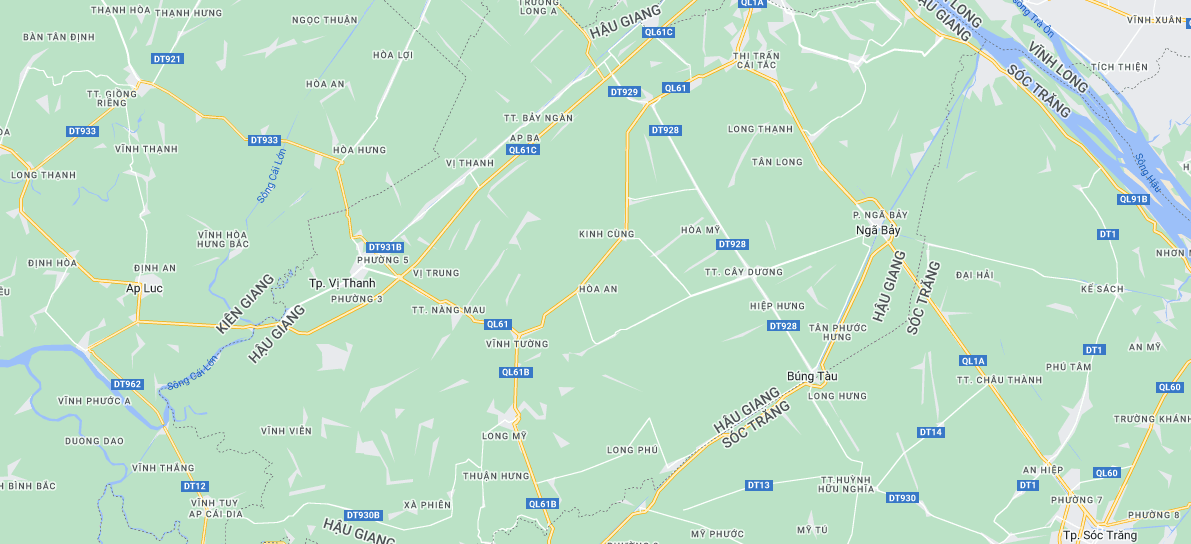 TRƯỜNG
LONG A
QL1A
THẠNH HÒA
THẠNH HƯNG
NGỌC THUẬN
HẬU GIANG
QL61C
VĨNH LONG
HẬU GIANG
Sông Trà Ôn
VĨNH XUÂN
BÀN TÂN ĐỊNH
DT921
HÒA LỢI
THỊ TRẤN
CÁI TẮC
VĨNH LONG
TÍCH THIỆN
SÓC TRĂNG
HÒA AN
DT929
QL61
TT. GIỒNG
RIỀNG
TT. BẢY NGÀN
DT933
DT933
DT928
LONG THẠNH
AP BA
QL61C
VĨNH THẠNH
HÒA HƯNG
VỊ THANH
TÂN LONG
Sông Cái Lớn
Sông Hậu
LONG THẠNH
QL91B
P. NGÃ BẢY
Ngã Bảy
VĨNH HÒA
HƯNG BẮC
DT931B
KINH CÙNG
HÒA MỸ
DT928
DT1
PHƯỜNG 5
NHƠN M
ĐỊNH HÒA
ĐỊNH AN
VỊ TRUNG
TT. CÂY DƯƠNG
ĐẠI HẢI
Ap Luc
Tp. Vị Thanh
KẾ SÁCH
PHƯỜNG 3
HÒA AN
KIÊN GIANG
HẬU GIANG
HẬU GIANG
SÓC TRĂNG
TT. NÀNG MAU
HIỆP HƯNG
QL61
DT928
TÂN PHƯỚC
HƯNG
VĨNH TƯỜNG
DT1
AN MỸ
Sông Cái Lớn
QL1A
PHÚ TÂM
DT962
QL61B
Búng Tàu
TT. CHÂU THÀNH
QL60
VĨNH PHƯỚC A
LONG HƯNG
HẬU GIANG
SÓC TRĂNG
TRƯỜNG KHÁNH
VĨNH VIỄN
LONG MỸ
DT14
DUONG DAO
LONG PHÚ
VĨNH THẮNG
THUẬN HƯNG
AN HIỆP
QL60
H BÌNH BẮC
DT12
DT13
TT.HUỲNH
HỮU NGHĨA
DT1
DT930
PHƯỜNG 7
VĨNH TUY
AP CÁI DIA
QL61B
XÀ PHIÊN
DT930B
PHƯỜNG 8
HẬU GIANG
MỸ PHƯỚC
MỸ TÚ
Tp. Sóc Trăng